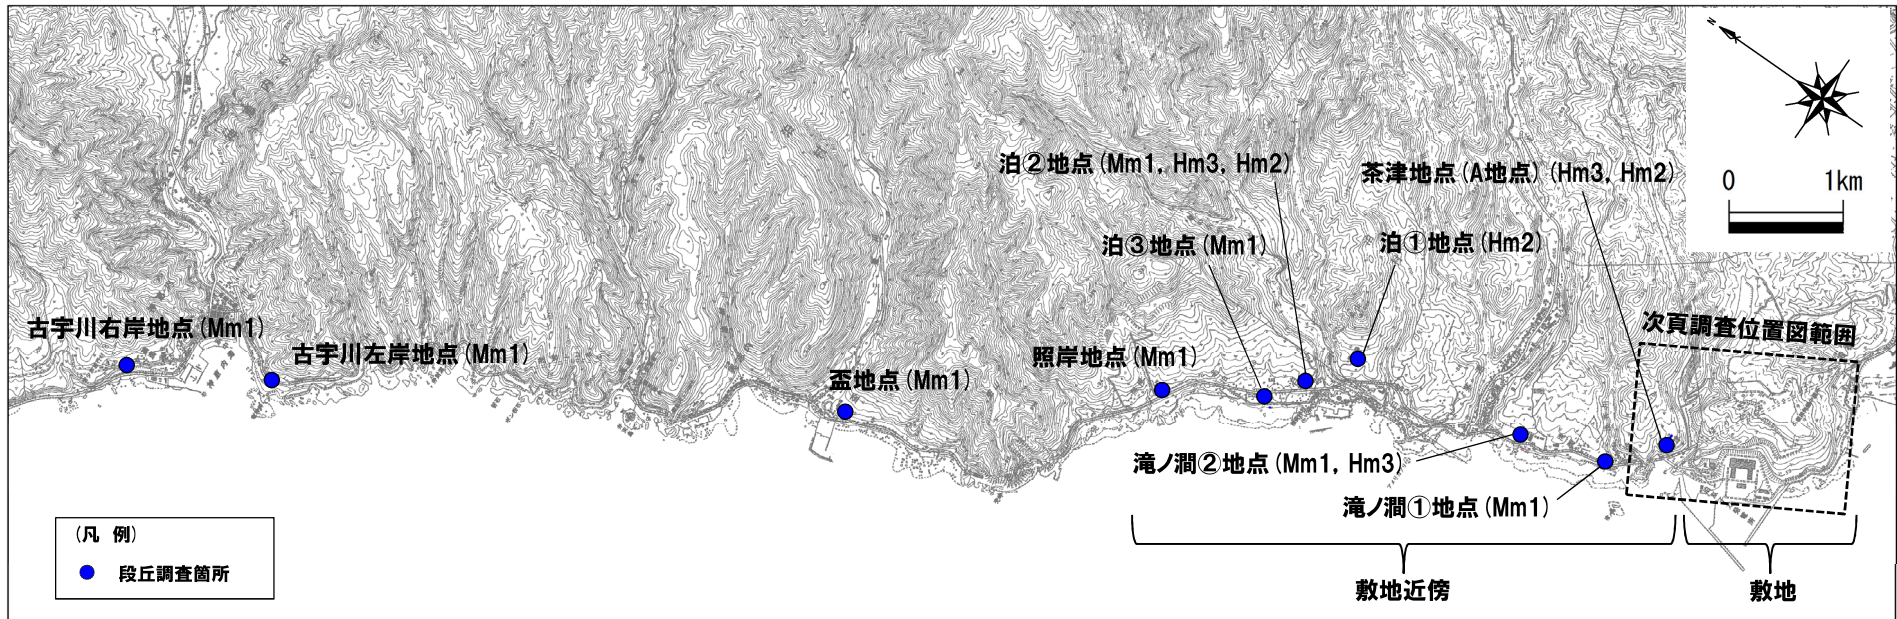 N
0 1km
泊②地点(Mm1, Hm3, Hm2)
茶津地点(A地点)(Hm3, Hm2)
泊③地点(Mm1)
泊①地点(Hm2)
古宇川右岸地点(Mm1)
古宇川左岸地点(Mm1)
盃地点(Mm1)
照岸地点(Mm1)
次頁調査位置図範囲
滝ノ澗②地点(Mm1, Hm3)
滝ノ澗①地点(Mm1)
(凡 例)
段丘調査箇所
敷地近傍
敷地